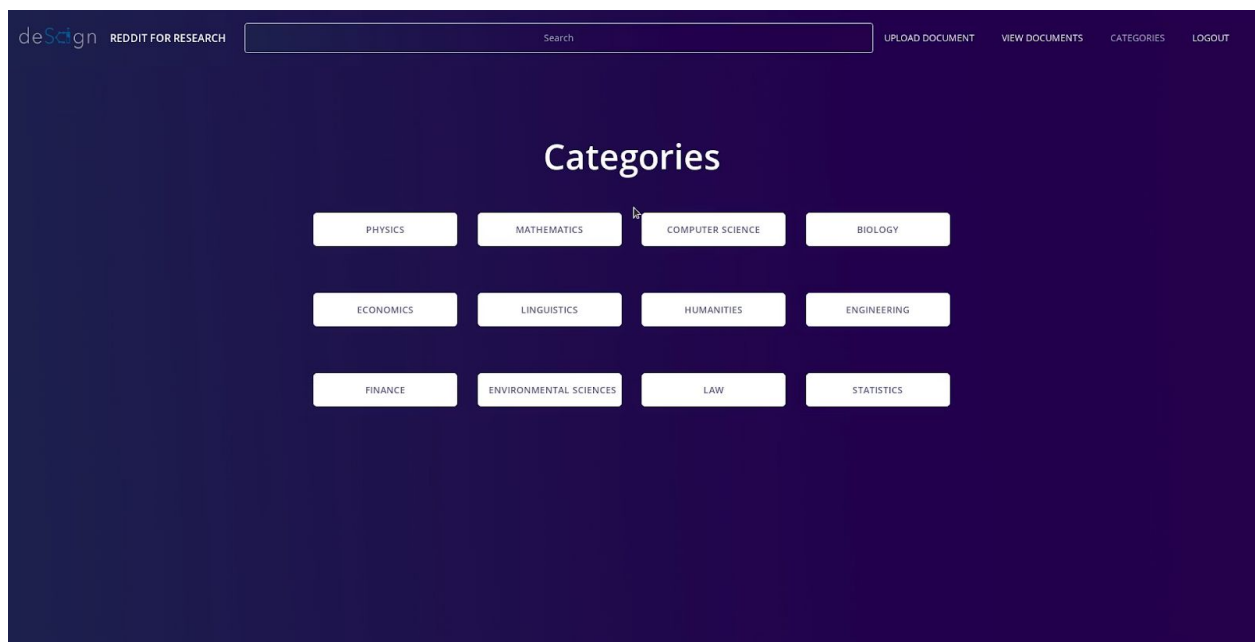 deScign REDDIT FOR RESEARCH Search UPLOAD DOCUMENT VIEW DOCUMENTS CATEGORIES LOGOUT
Categories
PHYSICS MATHEMATICS COMPUTER SCIENCE BIOLOGY
ECONOMICS LINGUISTICS HUMANITIES ENGINEERING
FINANCE ENVIRONMENTAL SCIENCES LAW STATISTICS